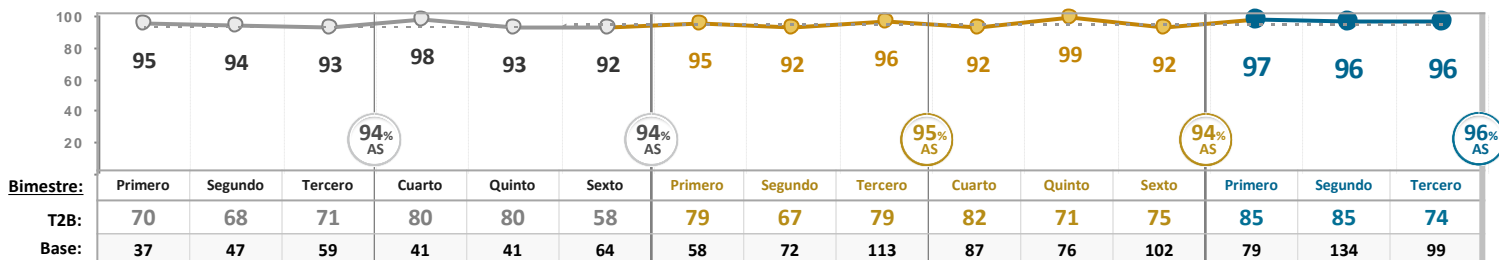 100
80
60
40
20
95 94 93 98 93 92 95 92 96 92 99 92 97 96 96
94% AS 94% AS 95% AS 94% AS 96% AS
Bimestre: Primero Segundo Tercero Cuarto Quinto Sexto Primero Segundo Tercero Cuarto Quinto Sexto Primero Segundo Tercero
T2B: 70 68 71 80 80 58 79 67 79 82 71 75 85 85 74
Base: 37 47 59 41 41 64 58 72 113 87 76 102 79 134 99